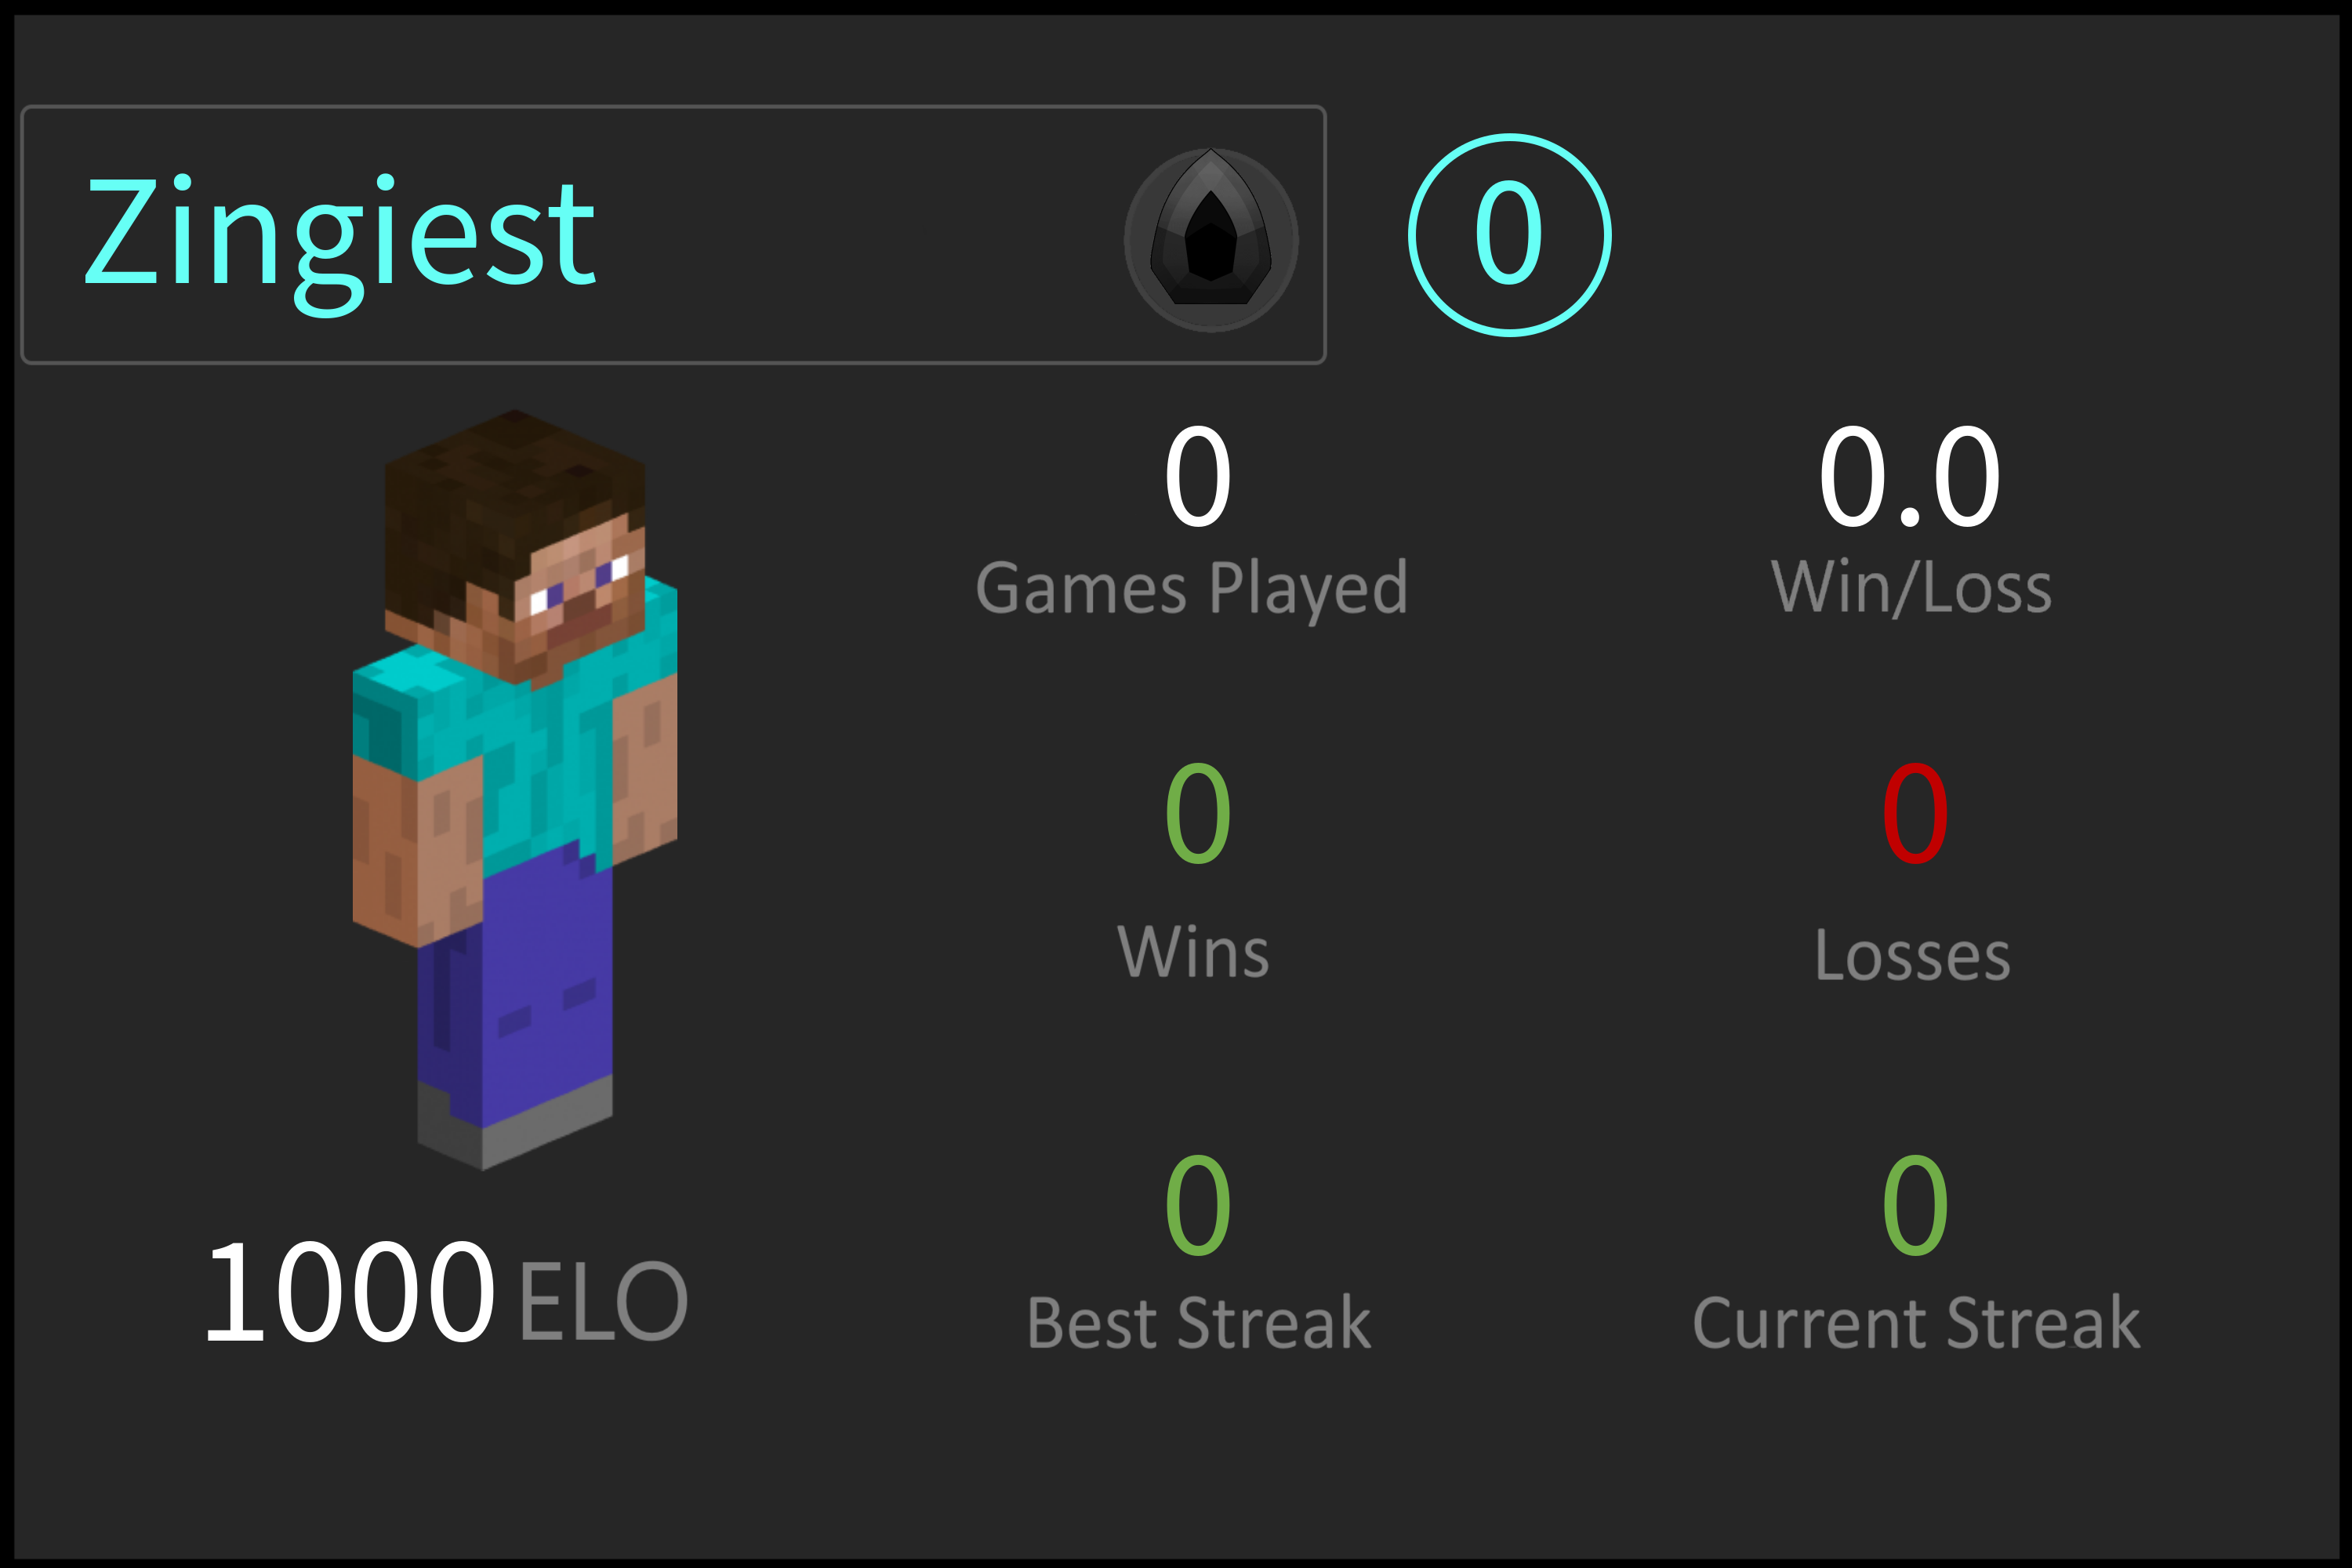 Zingiest
0
0
0.0
Games Played
Win/Loss
0
0
Wins
Losses
0
0
1000 ELO
Best Streak
Current Streak